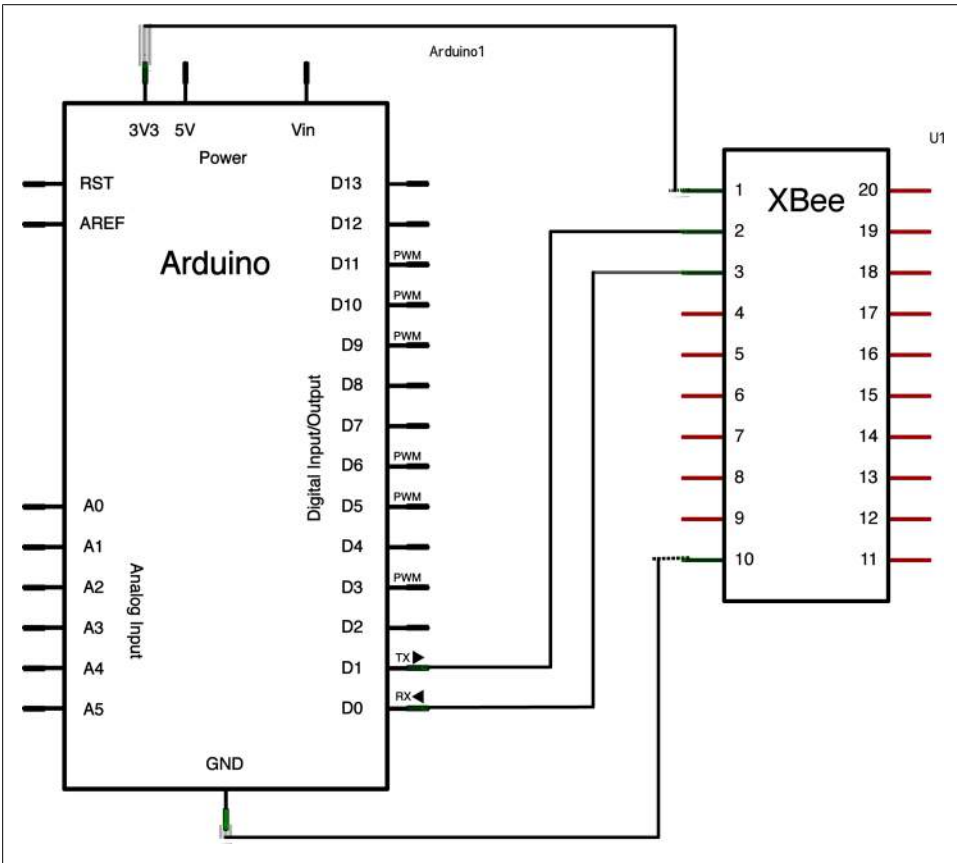 Arduino1
U1
3V3 5V Vin
Power
RST
AREF
Arduino
A0
A1
A2
A3
A4
A5
Analog Input
D13
D12
D11 PWM
D10 PWM
D9 PWM
D8
D7
D6 PWM
D5 PWM
D4
D3 PWM
D2
D1 TX
D0 RX
Digital Input/Output
GND
XBee
1 20
2 19
3 18
4 17
5 16
6 15
7 14
8 13
9 12
10 11